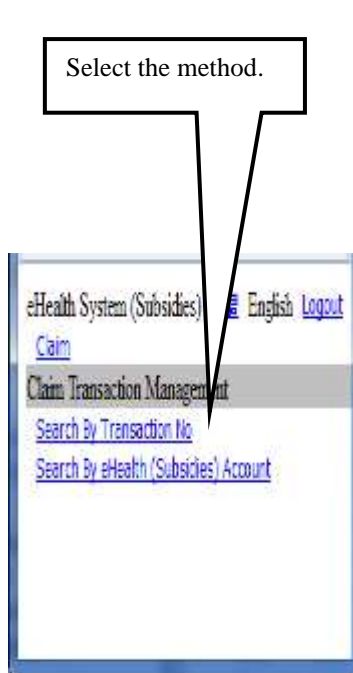 Select the method.
eHealth System (Subsidies) English Logout
Claim
Claim Transaction Management
Search By Transaction No
Search By eHealth (Subsidies) Account